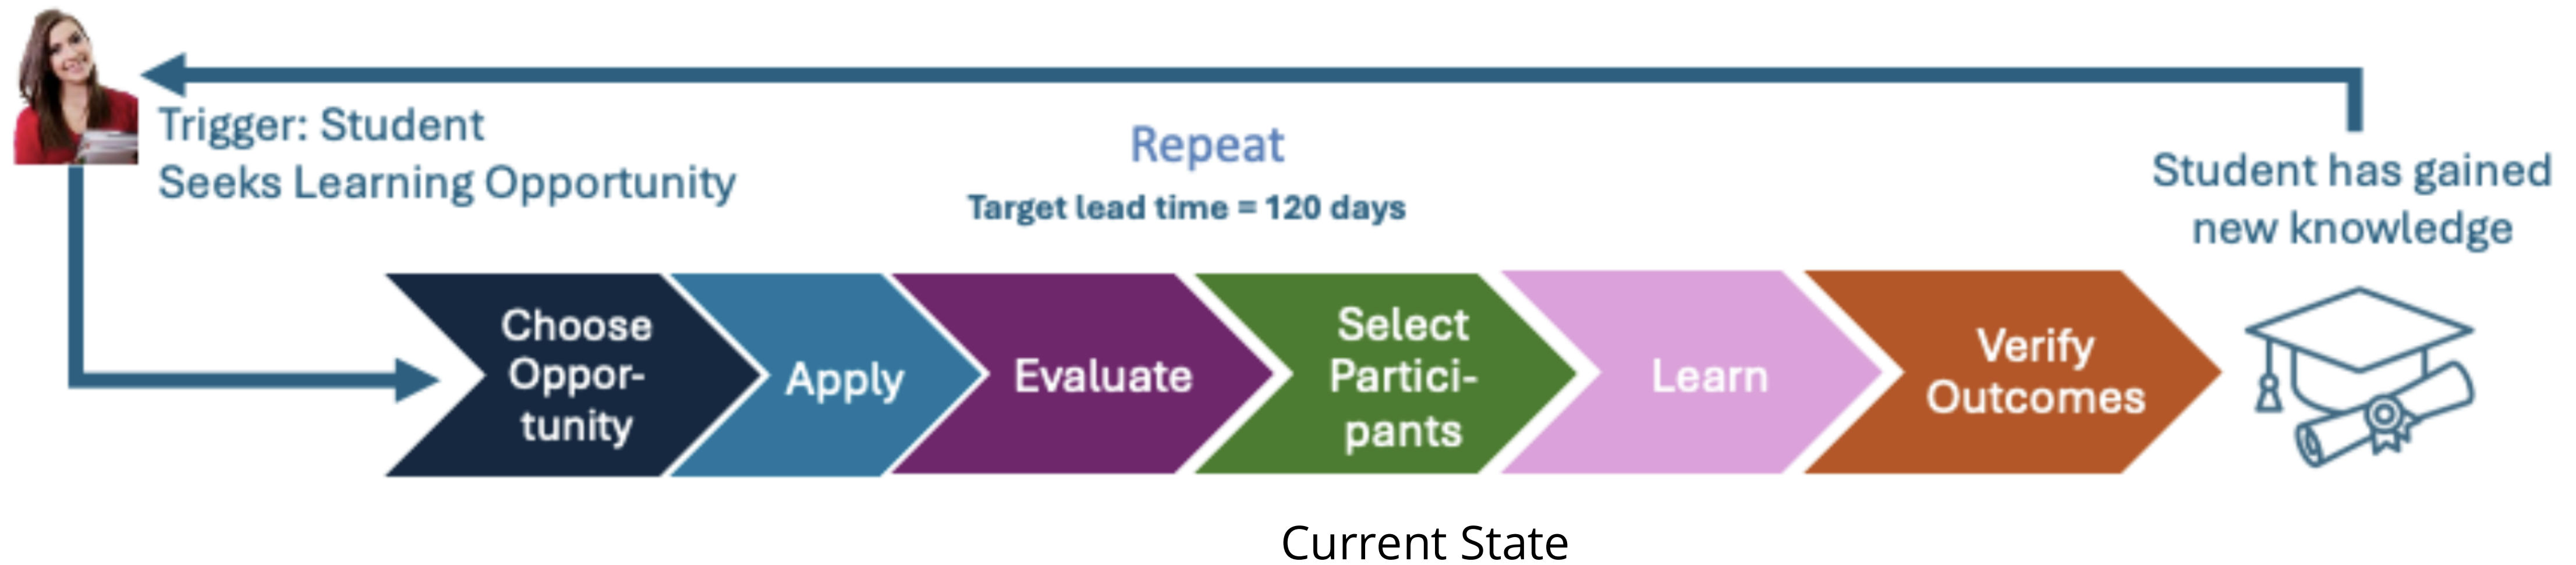 Trigger: Student
Seeks Learning Opportunity
Repeat
Target lead time = 120 days
Student has gained
new knowledge
Choose
Oppor-
tunity
Apply
Evaluate
Select
Partici-
pants
Learn
Verify
Outcomes
Current State